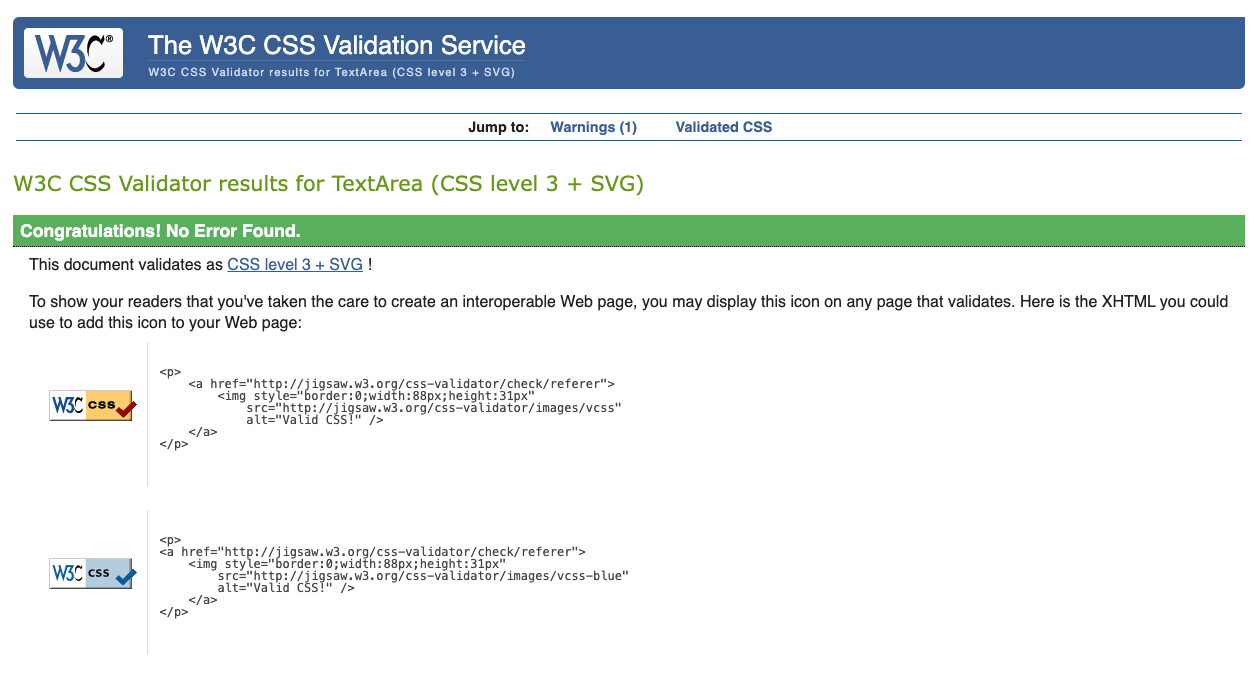 W3C®
The W3C CSS Validation Service
W3C CSS Validator results for TextArea (CSS level 3 + SVG)
Jump to: Warnings (1) Validated CSS
W3C CSS Validator results for TextArea (CSS level 3 + SVG)
Congratulations! No Error Found.
This document validates as CSS level 3 + SVG !
To show your readers that you've taken the care to create an interoperable Web page, you may display this icon on any page that validates. Here is the XHTML you could
use to add this icon to your Web page:
W3C css
<p>
    <a href="http://jigsaw.w3.org/css-validator/check/referer">
        <img style="border:0;width:88px;height:31px"
            src="http://jigsaw.w3.org/css-validator/images/vcss"
            alt="Valid CSS!" />
    </a>
</p>
W3C css
<p>
<a href="http://jigsaw.w3.org/css-validator/check/referer">
    <img style="border:0;width:88px;height:31px"
        src="http://jigsaw.w3.org/css-validator/images/vcss-blue"
        alt="Valid CSS!" />
    </a>
</p>